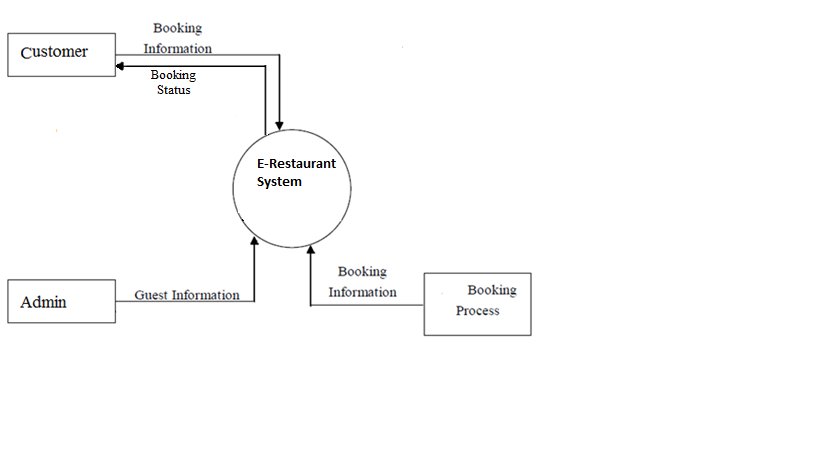 Booking
Information
Customer
Booking
Status
E-Restaurant
System
Admin
Guest Information
Booking
Information
Booking
Process